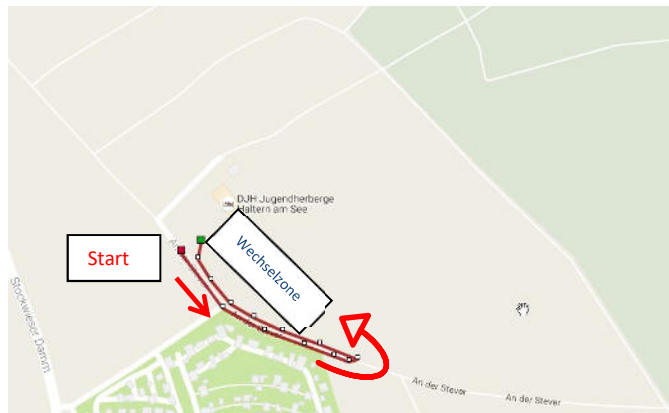 DJH Jugendherberge
Haltern am See
Wechselzone
Start
Stockwieser Damm
An der Stever
An der Stever